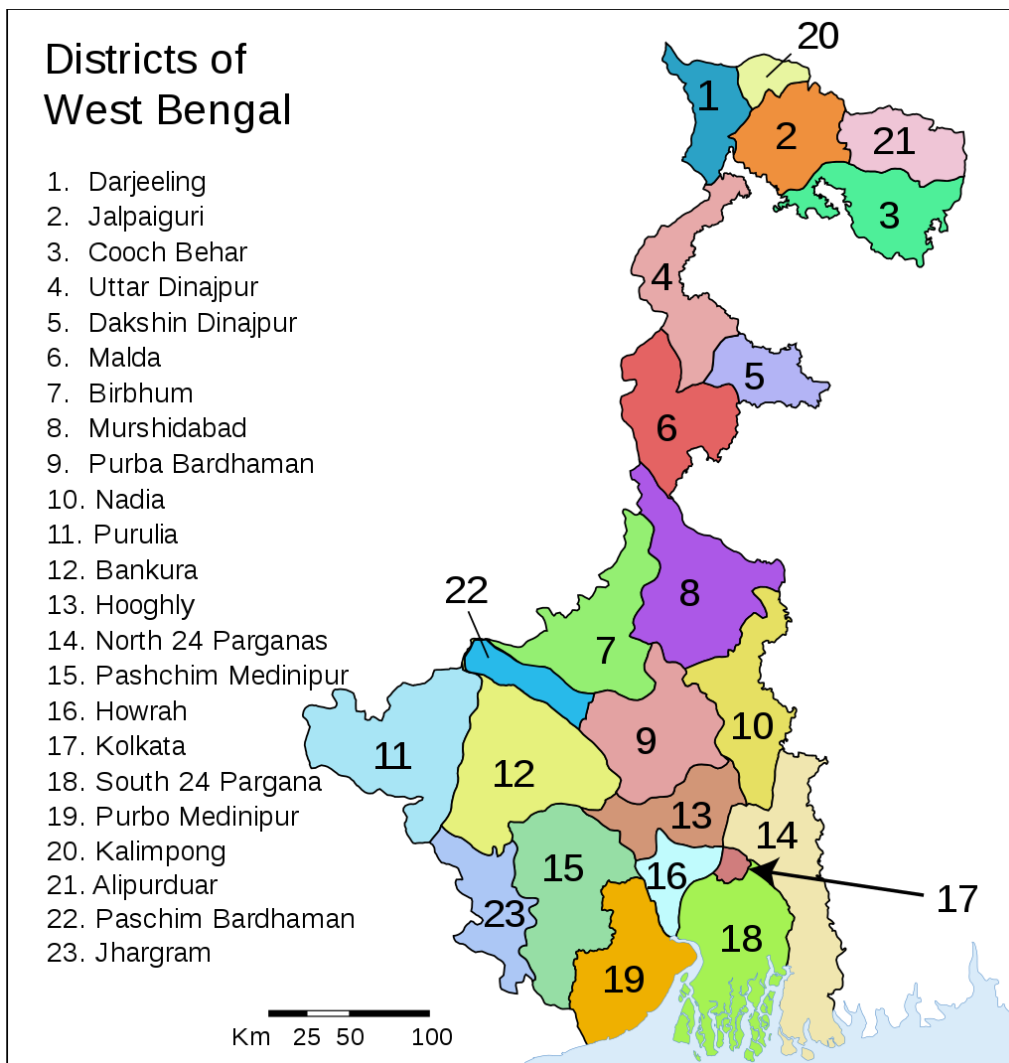 Districts of
West Bengal
1. Darjeeling
2. Jalpaiguri
3. Cooch Behar
4. Uttar Dinajpur
5. Dakshin Dinajpur
6. Malda
7. Birbhum
8. Murshidabad
9. Purba Bardhaman
10. Nadia
11. Purulia
12. Bankura
13. Hooghly
14. North 24 Parganas
15. Pashchim Medinipur
16. Howrah
17. Kolkata
18. South 24 Pargana
19. Purbo Medinipur
20. Kalimpong
21. Alipurduar
22. Paschim Bardhaman
23. Jhargram
20
1
2
21
3
4
5
6
8
22
7
10
9
11
12
13
14
15
16
17
23
18
19
Km 25 50 100